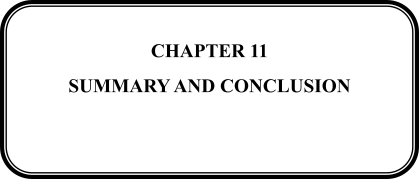 CHAPTER 11
SUMMARY AND CONCLUSION